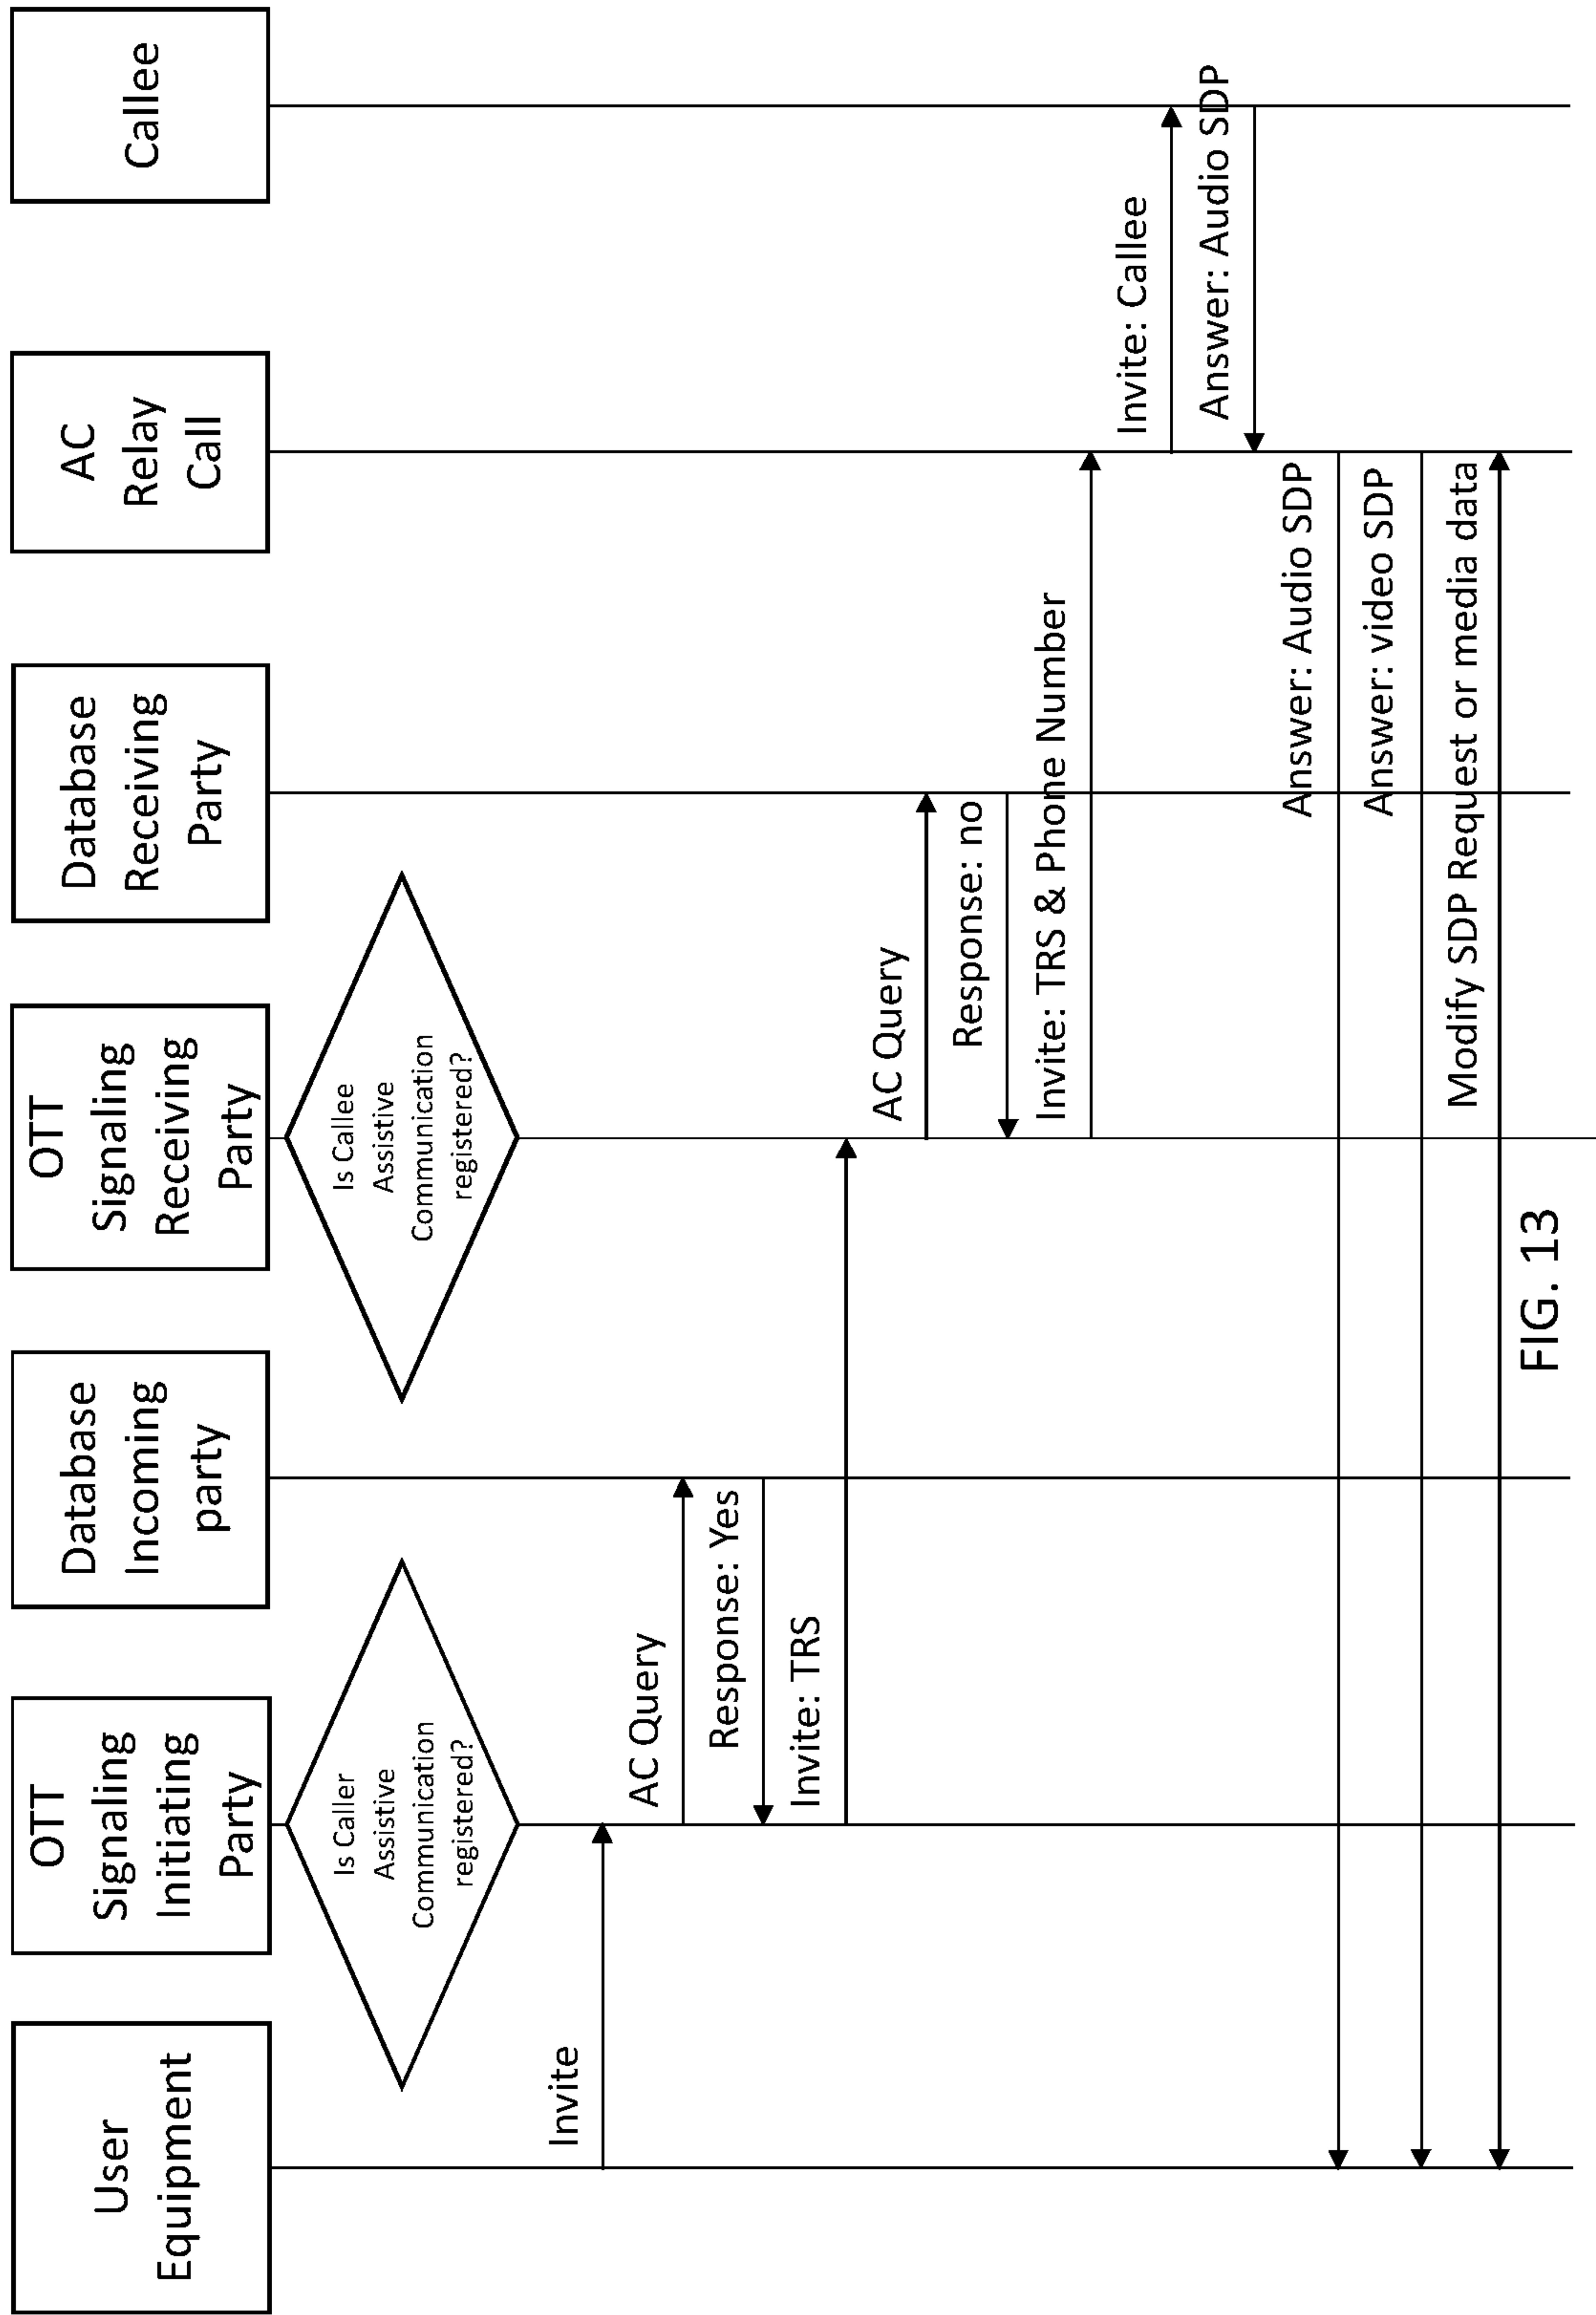 User
Equipment
OTT
Signaling
Initiating
Party
Database
Incoming
party
OTT
Signaling
Receiving
Party
Database
Receiving
Party
AC
Relay
Call
Callee
Is Caller
Assistive
Communication
registered?
Is Callee
Assistive
Communication
registered?
Invite
AC Query
Response: Yes
Invite: TRS
AC Query
Response: no
Invite: TRS & Phone Number
Invite: Callee
Answer: Audio SDP
Answer: Audio SDP
Answer: video SDP
Modify SDP Request or media data
FIG. 13